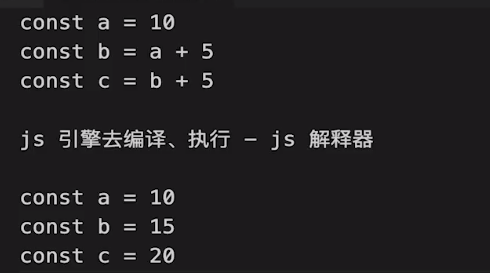 const a = 10
const b = a + 5
const c = b + 5
js 引擎去编译、执行 - js 解释器
const a = 10
const b = 15
const c = 20